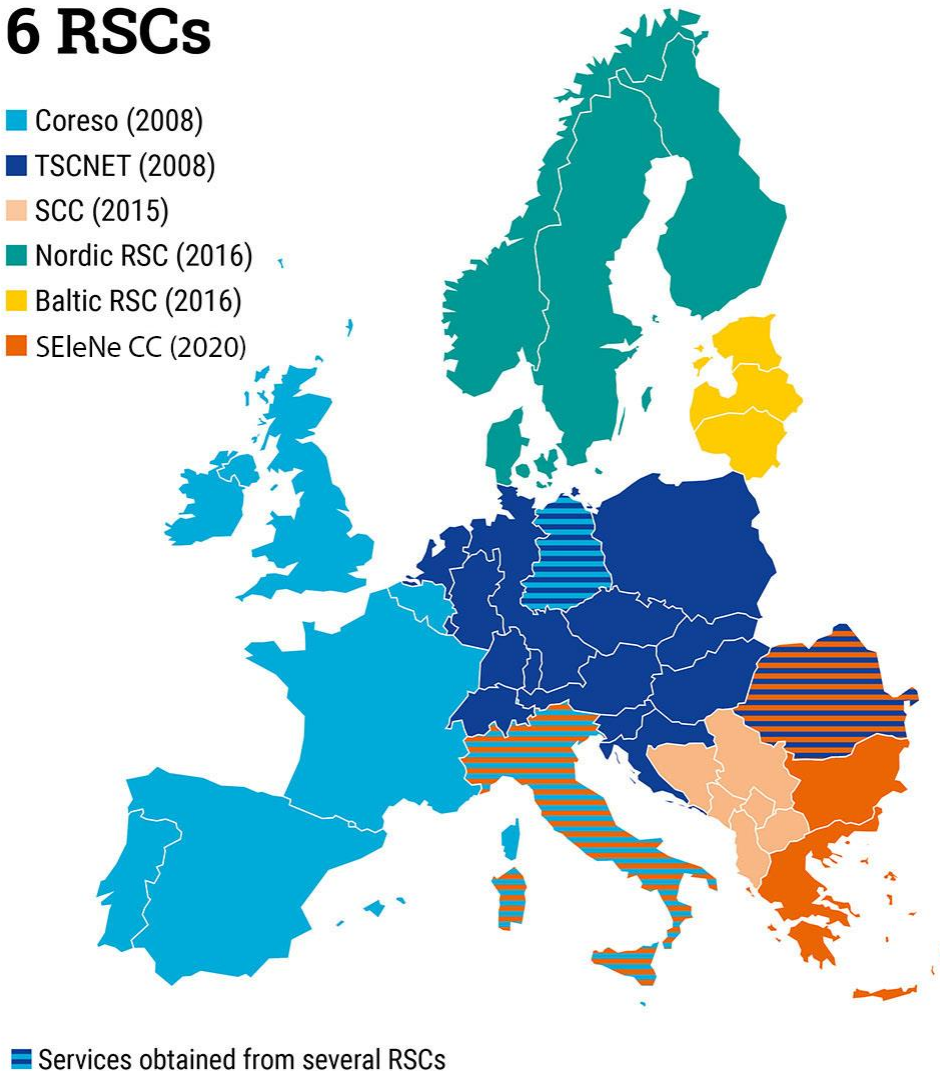 6 RSCs
Coreso (2008)
TSCNET (2008)
SCC (2015)
Nordic RSC (2016)
Baltic RSC (2016)
SEleNe CC (2020)
Services obtained from several RSCs